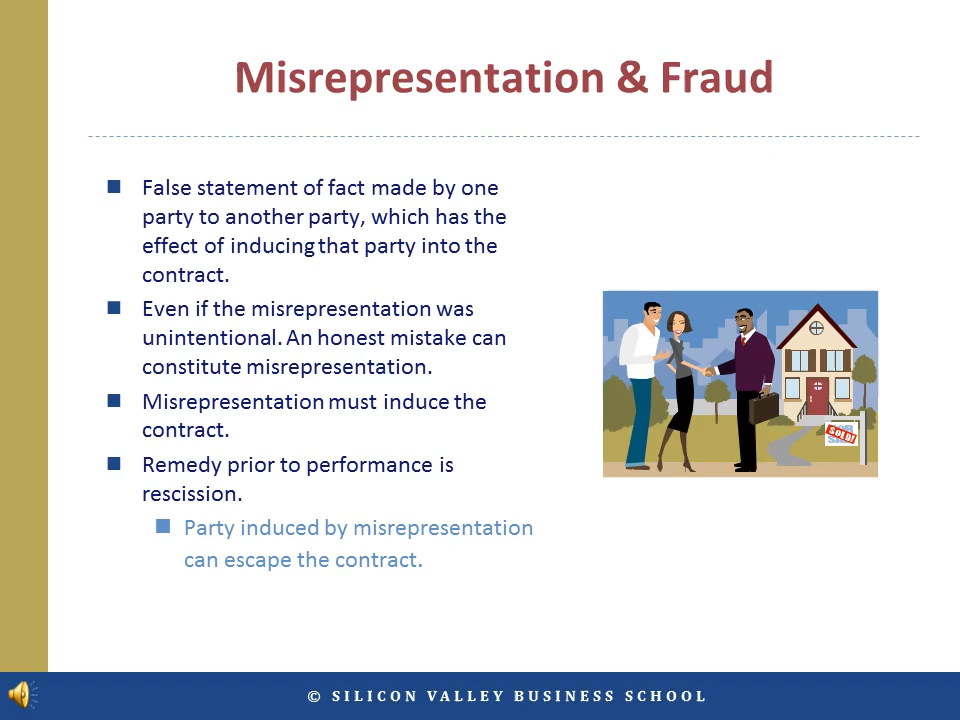 Misrepresentation & Fraud
False statement of fact made by one
party to another party, which has the
effect of inducing that party into the
contract.
Even if the misrepresentation was
unintentional. An honest mistake can
constitute misrepresentation.
Misrepresentation must induce the
contract.
Remedy prior to performance is
rescission.
Party induced by misrepresentation
can escape the contract.
FOR
SOLD!
SALE
© SILICON VALLEY BUSINESS SCHOOL